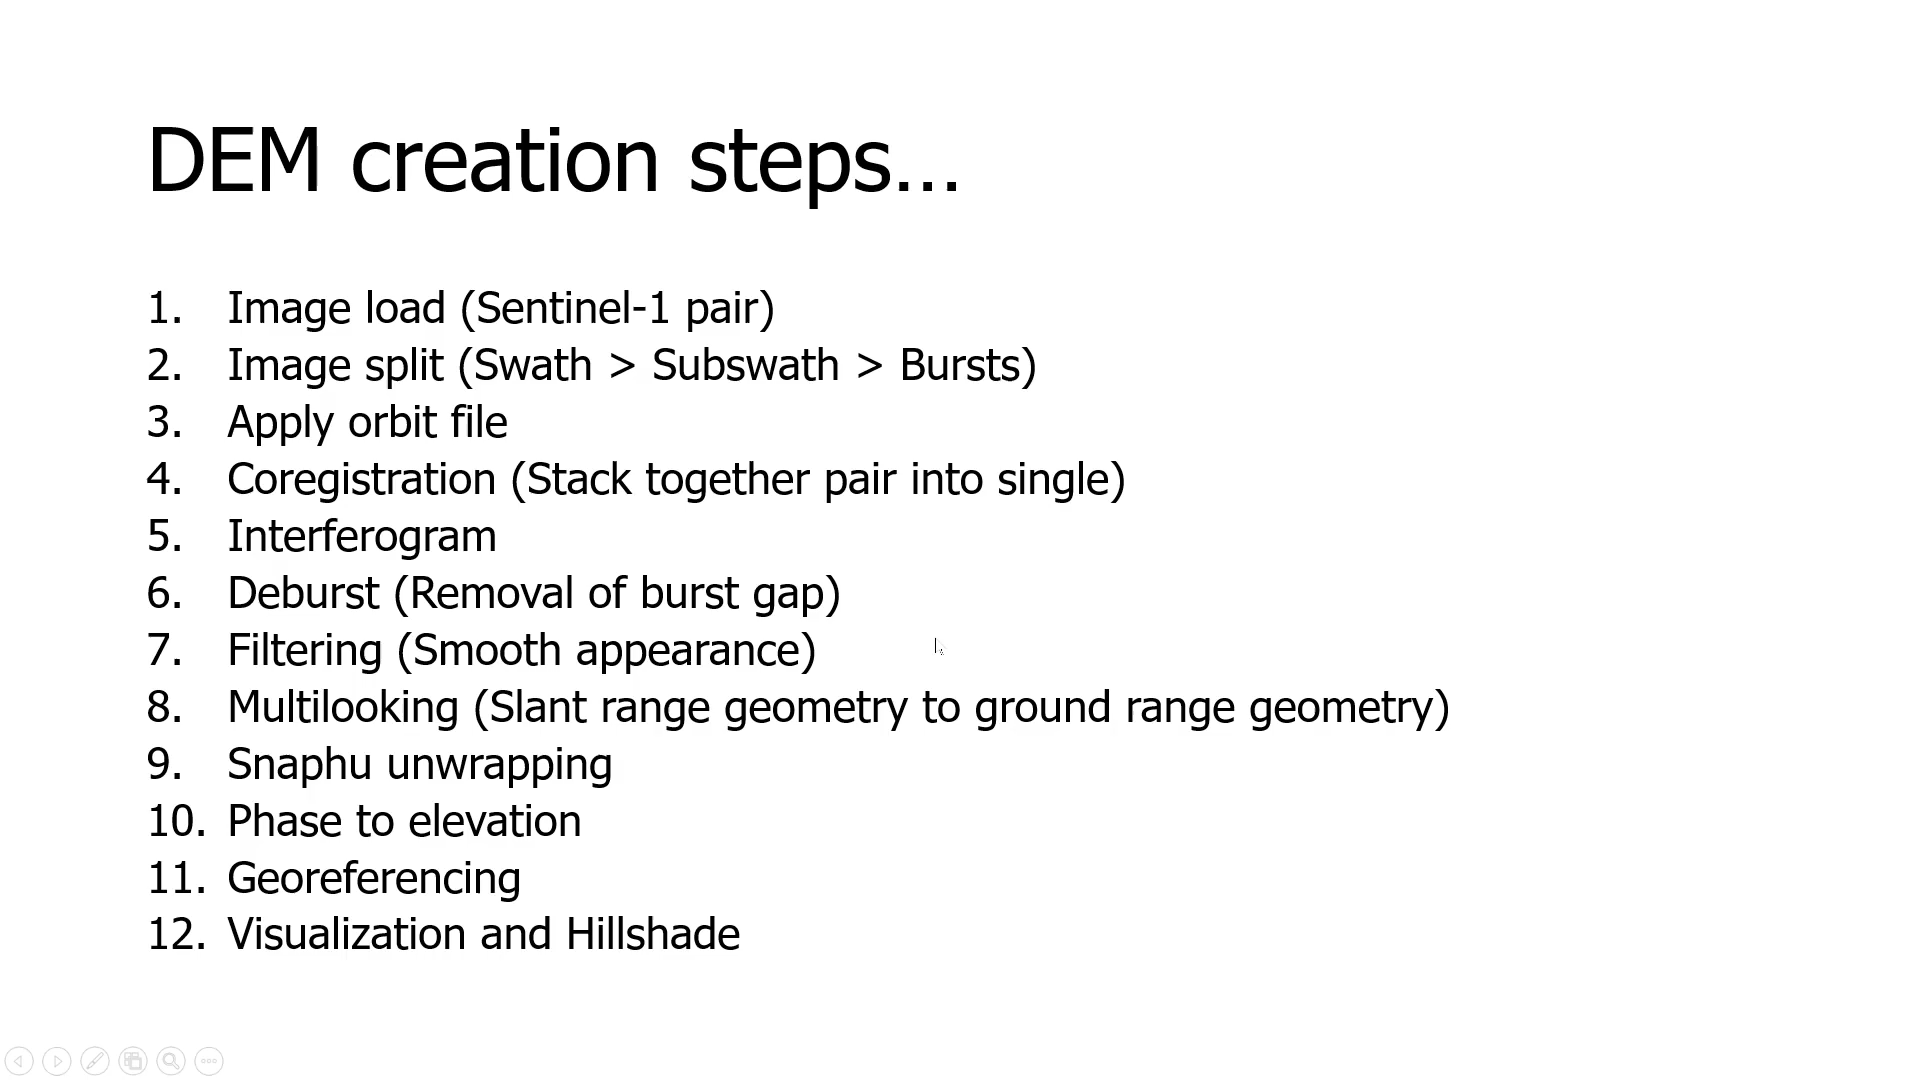 DEM creation steps...
1. Image load (Sentinel-1 pair)
2. Image split (Swath > Subswath > Bursts)
3. Apply orbit file
4. Coregistration (Stack together pair into single)
5. Interferogram
6. Deburst (Removal of burst gap)
7. Filtering (Smooth appearance)
8. Multilooking (Slant range geometry to ground range geometry)
9. Snaphu unwrapping
10. Phase to elevation
11. Georeferencing
12. Visualization and Hillshade